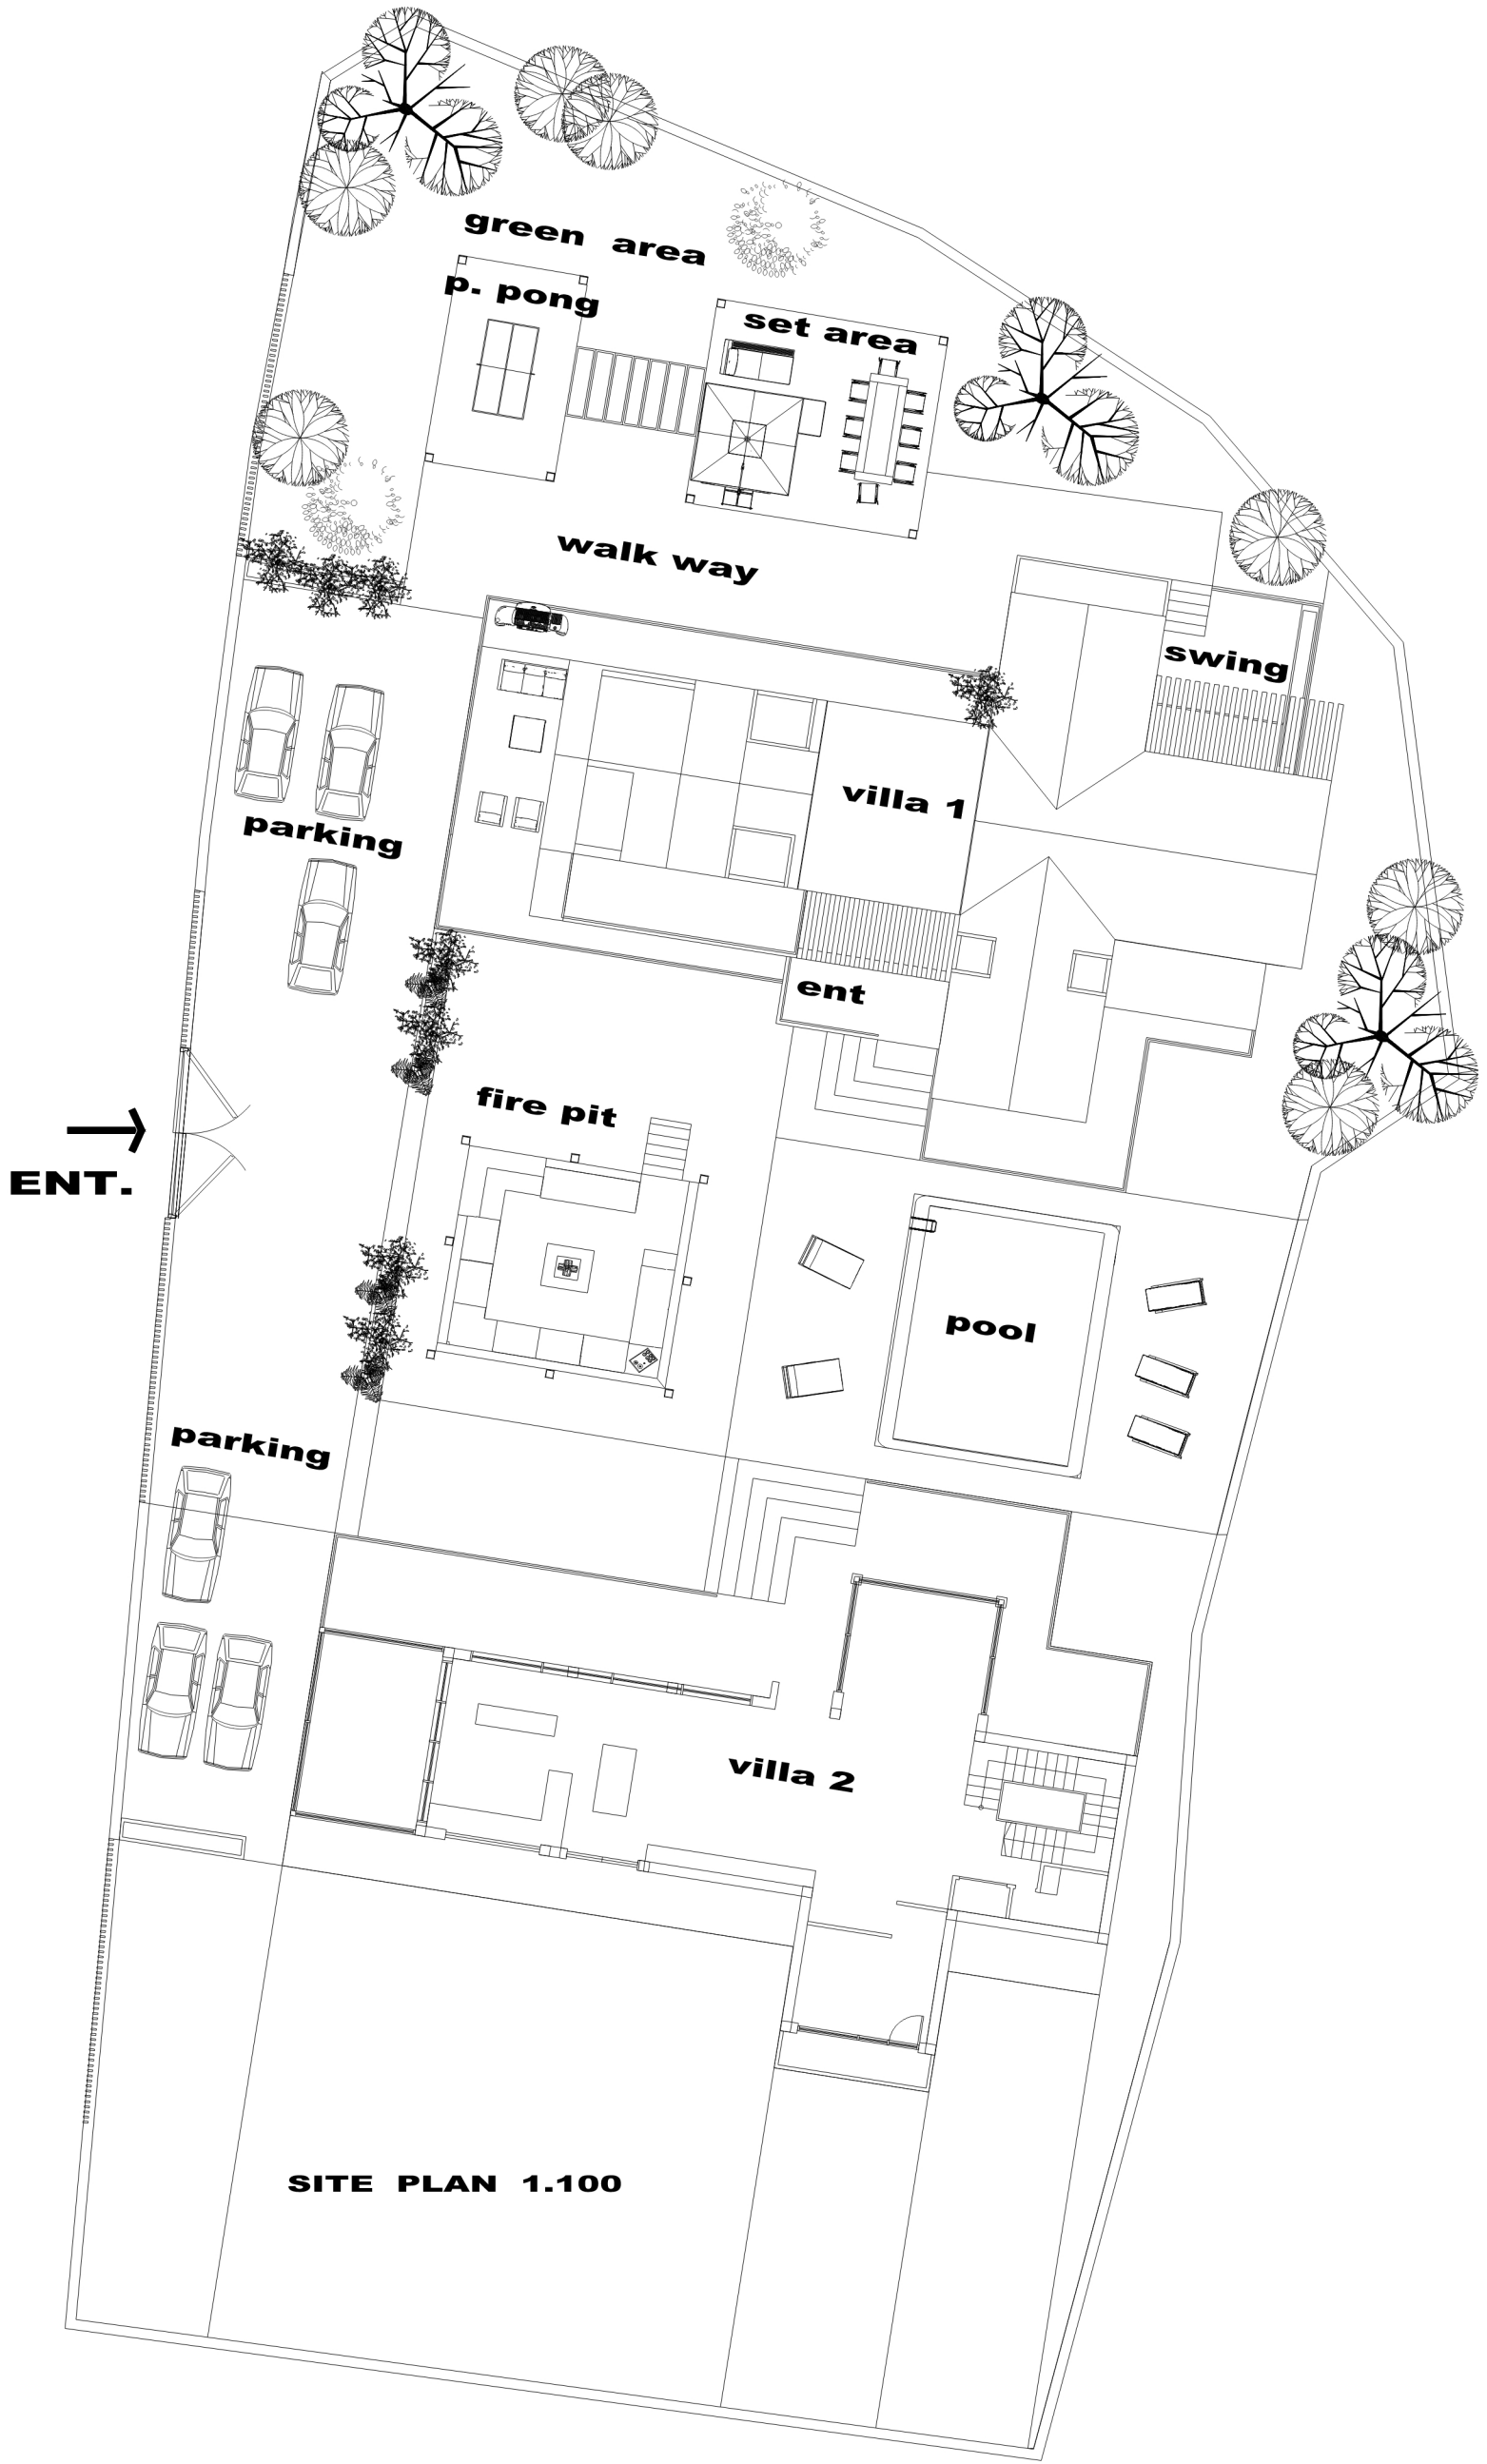 green area
p. pong
set area
walk way
swing
villa 1
parking
ent
fire pit
ENT.
pool
parking
villa 2
SITE PLAN 1.100